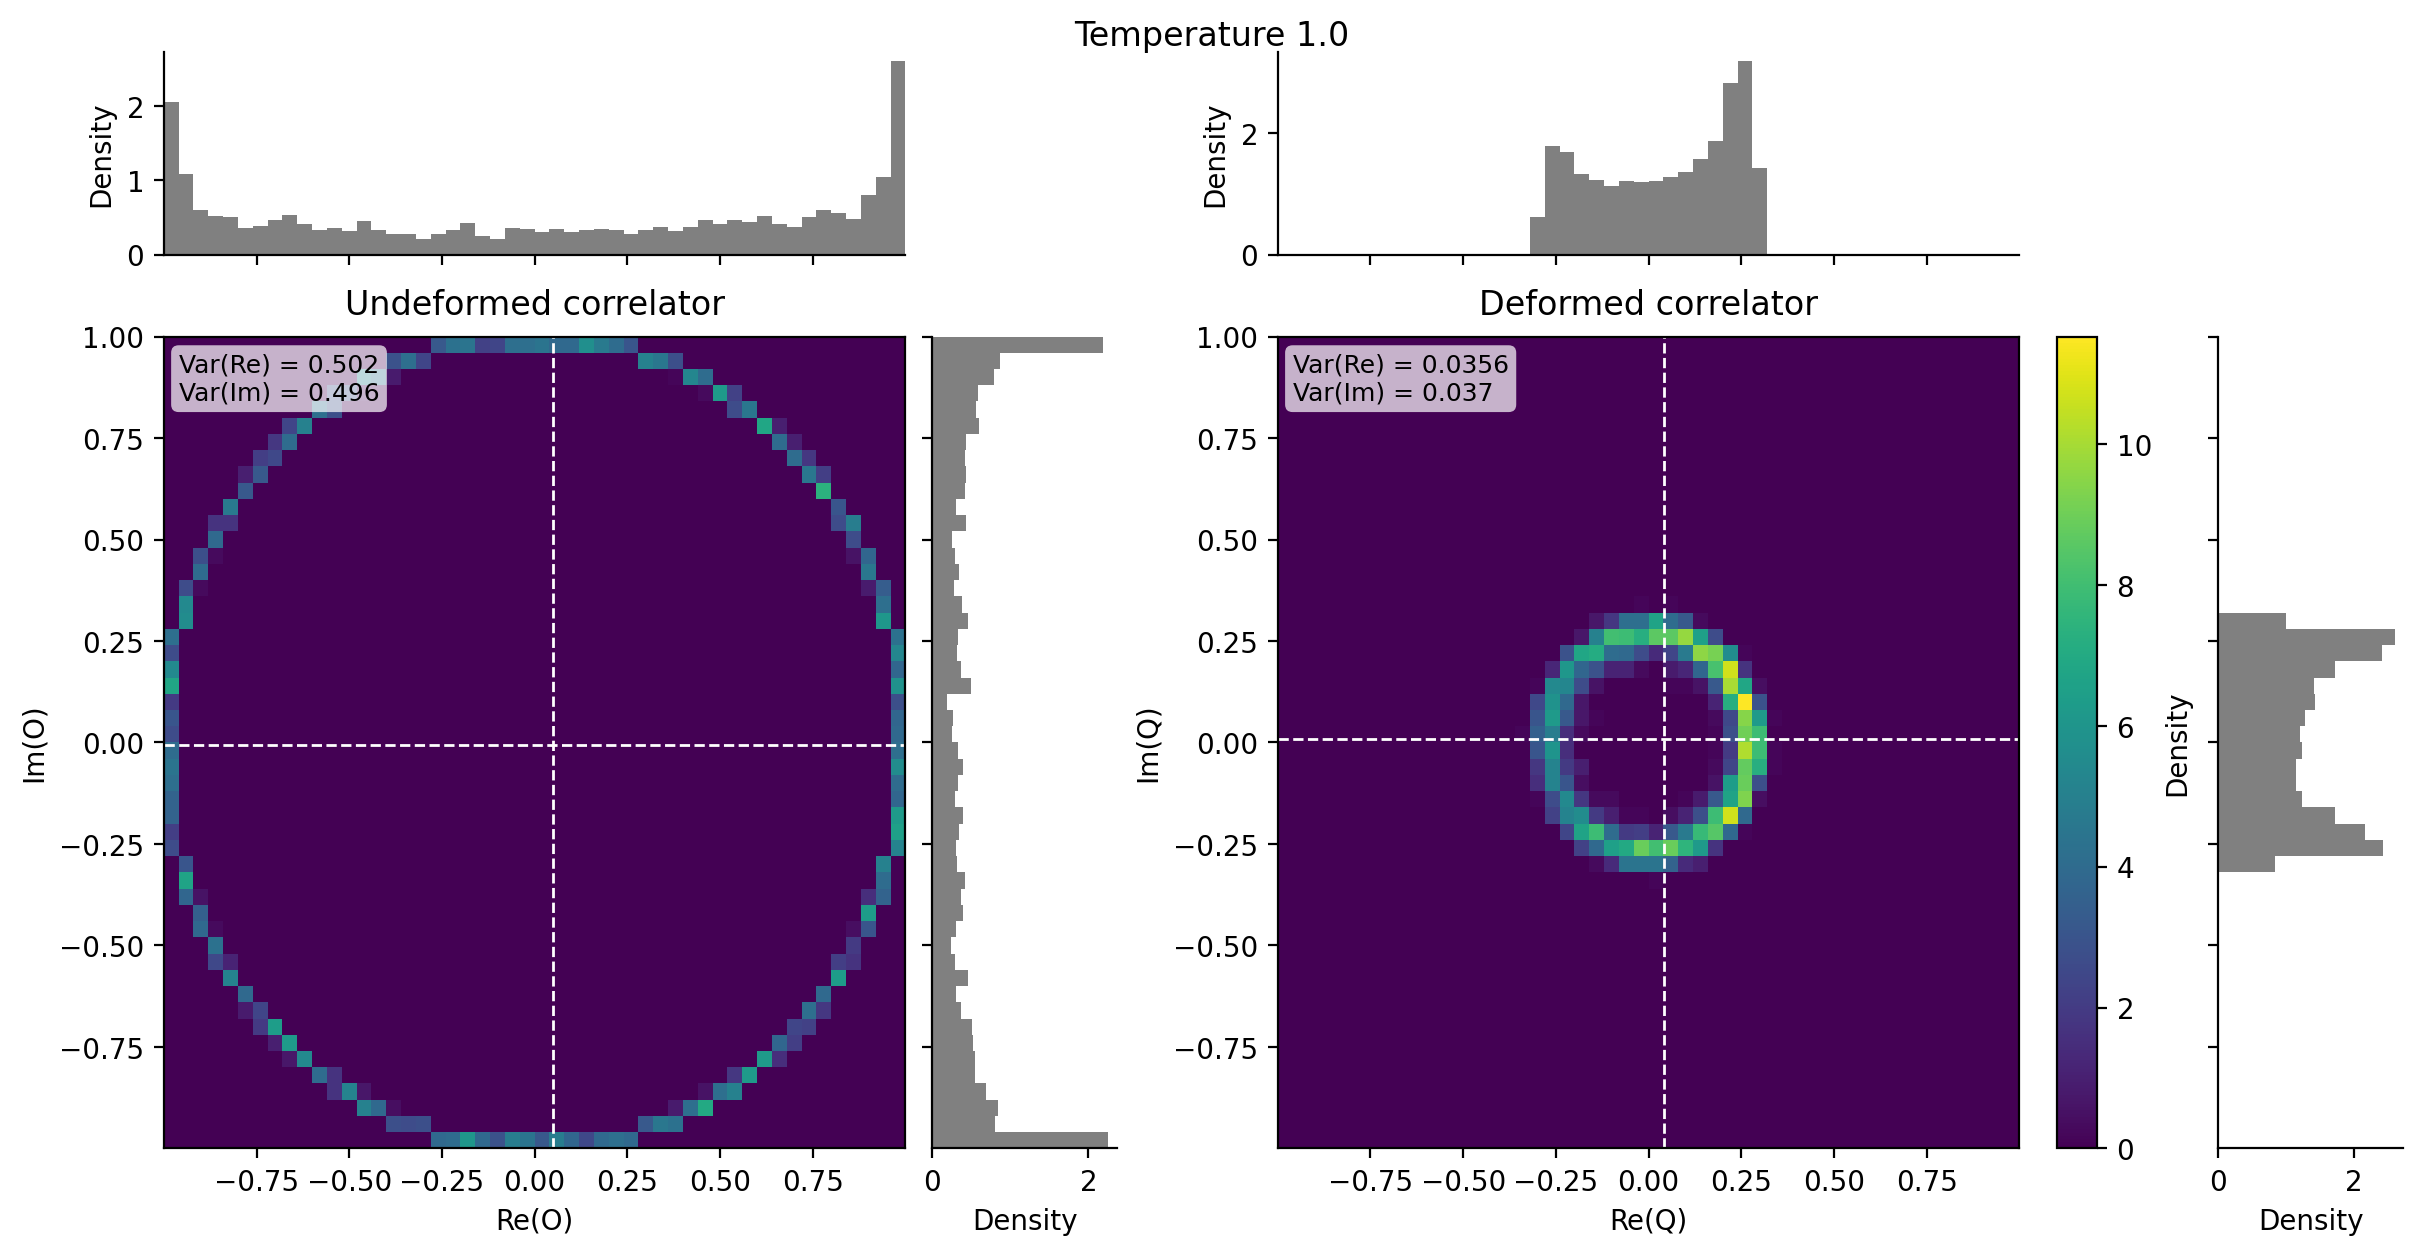 Temperature 1.0
Density
2
1
0
Density
2
0
Undeformed correlator
Var(Re) = 0.502
Var(Im) = 0.496
1.00
0.75
0.50
0.25
0.00
−0.25
−0.50
−0.75
Im(O)
−0.75 −0.50 −0.25 0.00 0.25 0.50 0.75
Re(O)
0 2
Density
Deformed correlator
Var(Re) = 0.0356
Var(Im) = 0.037
1.00
0.75
0.50
0.25
0.00
−0.25
−0.50
−0.75
Im(Q)
−0.75 −0.50 −0.25 0.00 0.25 0.50 0.75
Re(Q)
10
8
6
4
2
0
Density
0 2
Density